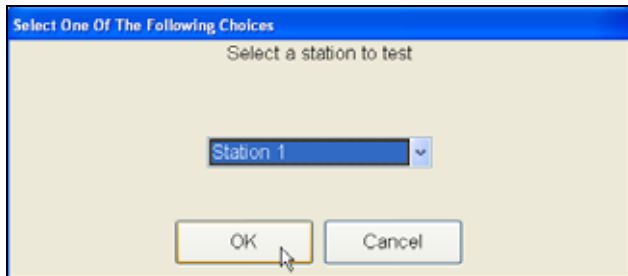 Select One Of The Following Choices
Select a station to test
Station 1
OK
Cancel